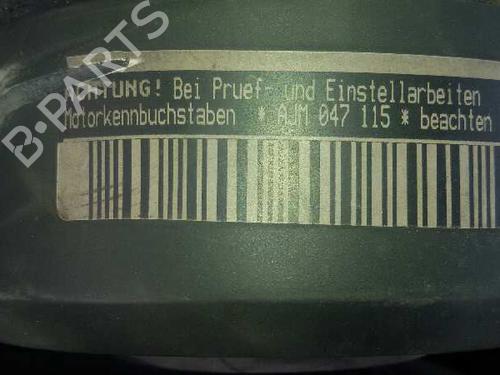 ACHTUNG! Bei Pruef- und Einstellarbeiten
Motorkennbuchstaben * AJM 047 115 * beachten
B-PARTS